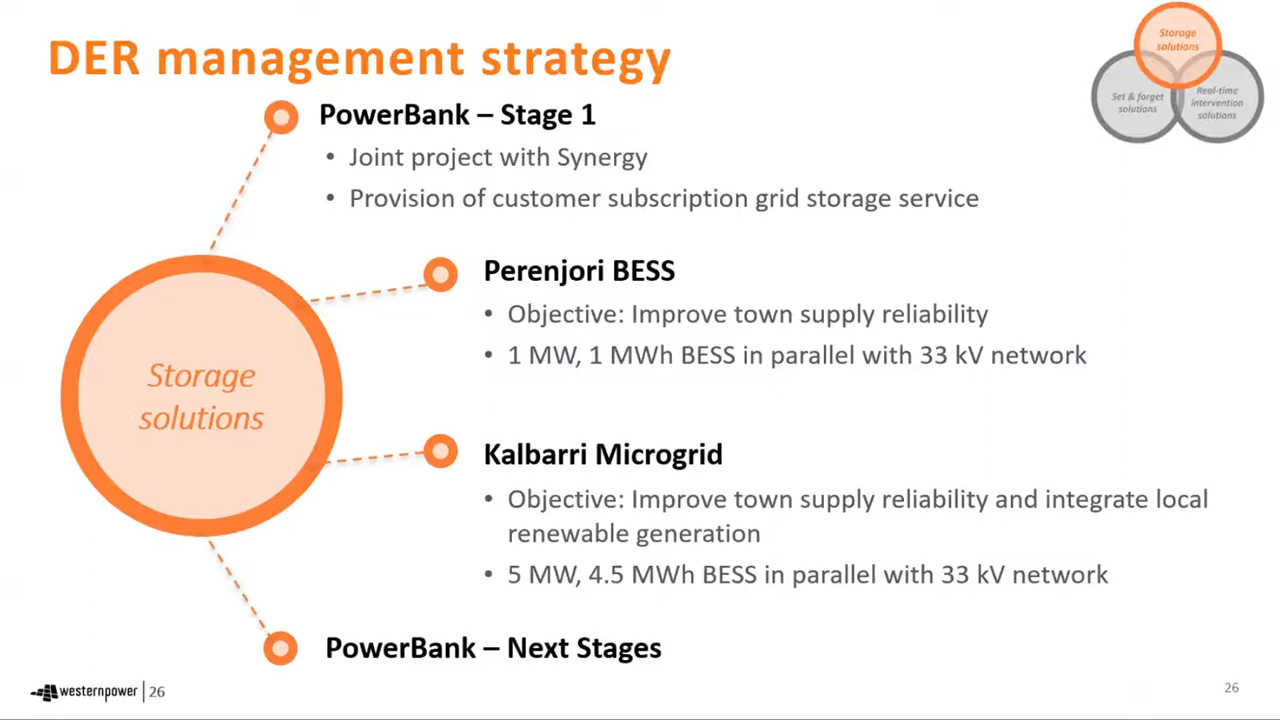 DER management strategy
Storage
solutions
Set & forget
solutions
Real-time
intervention
solutions
PowerBank – Stage 1
• Joint project with Synergy
• Provision of customer subscription grid storage service
Perenjori BESS
• Objective: Improve town supply reliability
• 1 MW, 1 MWh BESS in parallel with 33 kV network
Storage
solutions
Kalbarri Microgrid
• Objective: Improve town supply reliability and integrate local
renewable generation
• 5 MW, 4.5 MWh BESS in parallel with 33 kV network
PowerBank – Next Stages
westernpower | 26
26